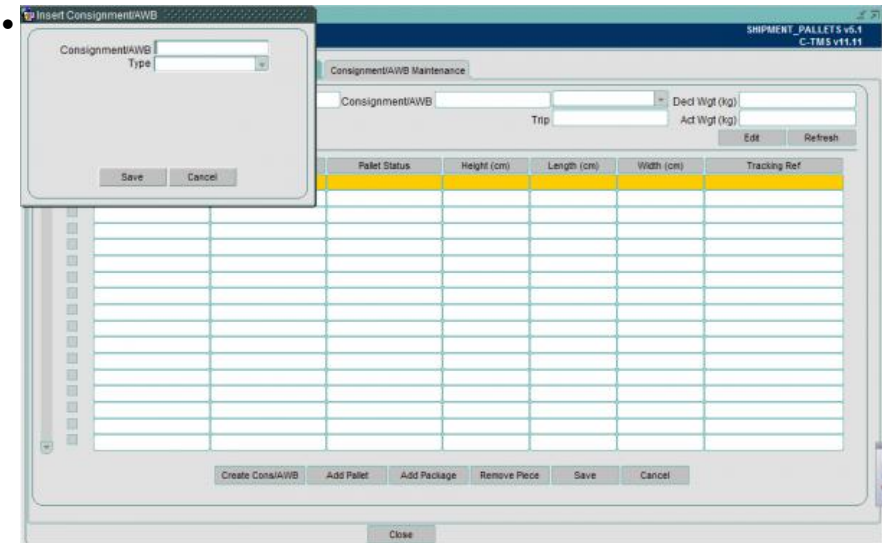 Insert Consignment/AWB
SHIPMENT_PALLETS v5.1
C-TMS v11.11
Consignment/AWB
Type
Save Cancel
Consignment/AWB Maintenance
Consignment/AWB Decl Wgt (kg)
Trip Act Wgt (kg)
Edit Refresh
Pallet Status Height (cm) Length (cm) Width (cm) Tracking Ref
Create Cons/AWB Add Pallet Add Package Remove Piece Save Cancel
Close